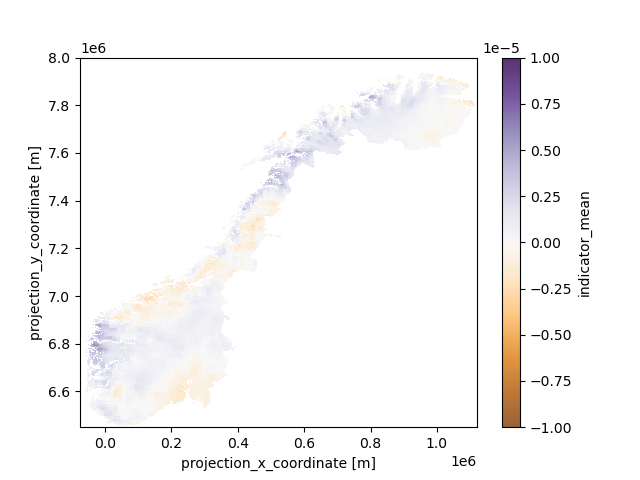 1e6
8.0
7.8
7.6
7.4
7.2
7.0
6.8
6.6
projection_y_coordinate [m]
0.0 0.2 0.4 0.6 0.8 1.0
1e6
projection_x_coordinate [m]
1e−5
1.00
0.75
0.50
0.25
0.00
−0.25
−0.50
−0.75
−1.00
indicator_mean